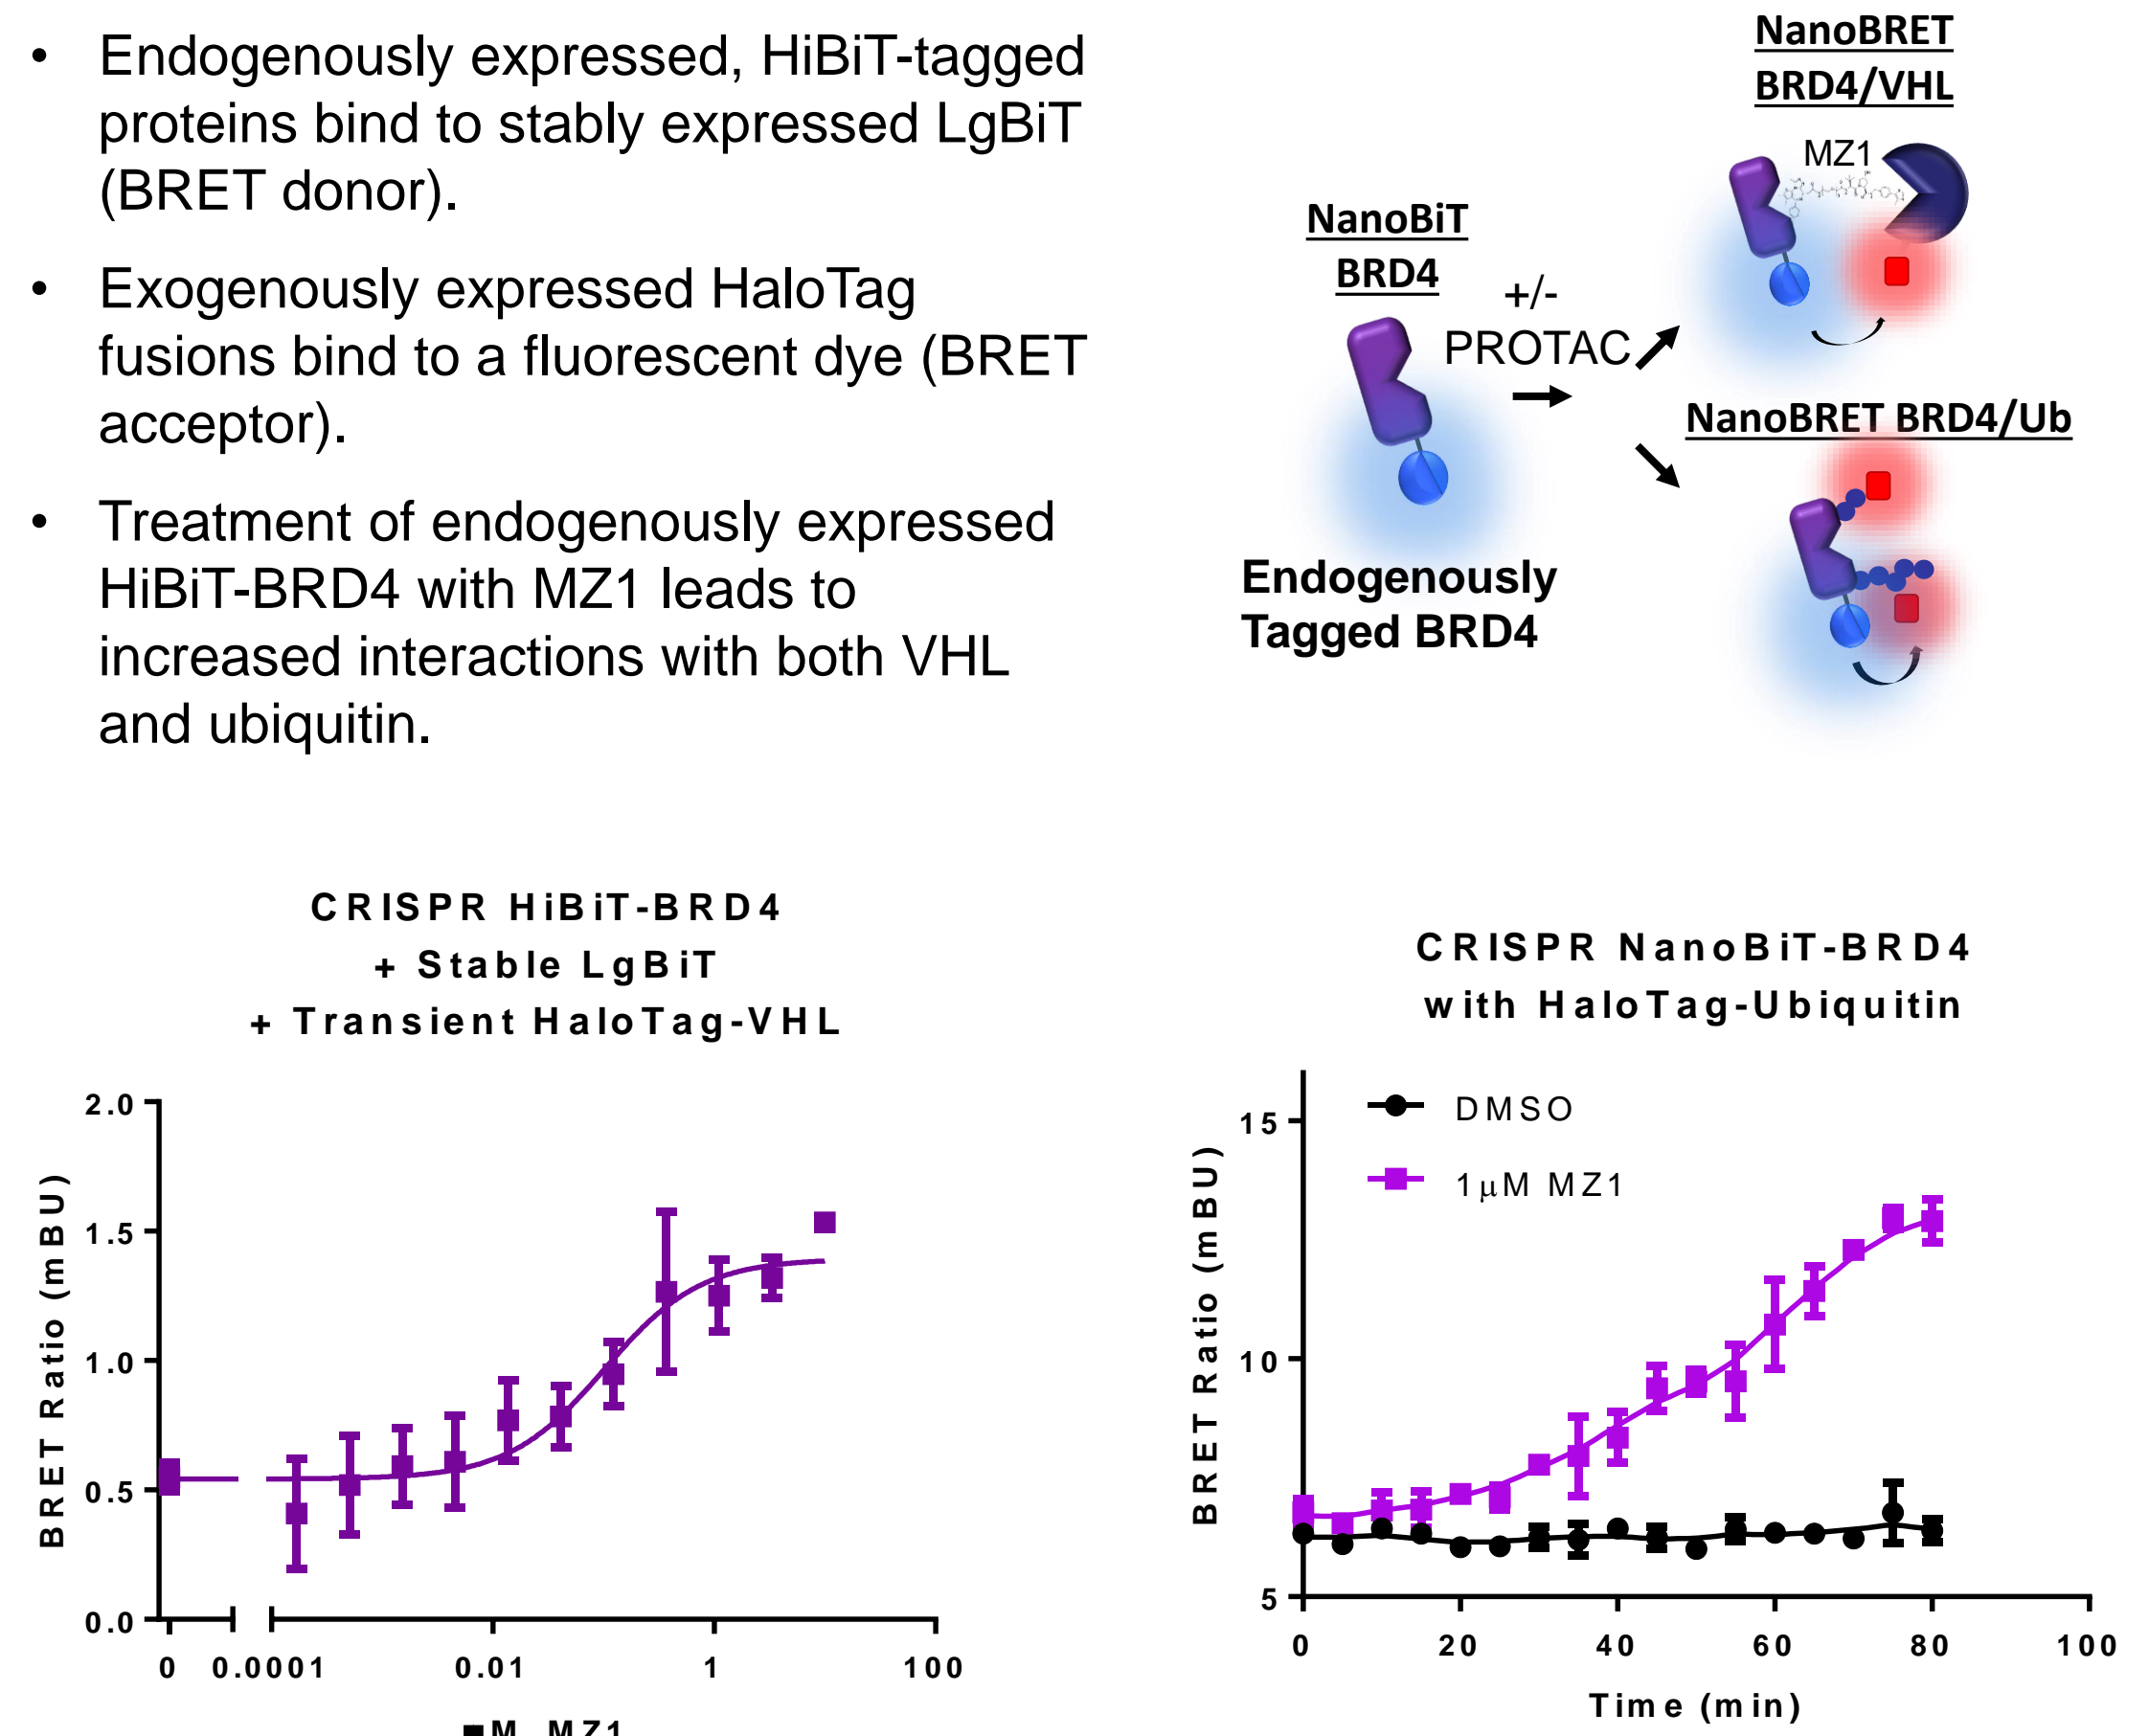 • Endogenously expressed, HiBiT-tagged
proteins bind to stably expressed LgBiT
(BRET donor).
• Exogenously expressed HaloTag
fusions bind to a fluorescent dye (BRET
acceptor).
• Treatment of endogenously expressed
HiBiT-BRD4 with MZ1 leads to
increased interactions with both VHL
and ubiquitin.
NanoBRET
BRD4/VHL
MZ1
NanoBiT
BRD4
+/-
PROTAC
NanoBRET BRD4/Ub
Endogenously
Tagged BRD4
CRISPR HiBiT-BRD4
+ Stable LgBiT
+ Transient HaloTag-VHL
BRET Ratio (mBU)
2.0
1.5
1.0
0.5
0.0
0 0.0001 0.01 1 100
M MZ1
CRISPR NanoBiT-BRD4
with HaloTag-Ubiquitin
DMSO
1μM MZ1
BRET Ratio (mBU)
15
10
5
0 20 40 60 80 100
Time (min)